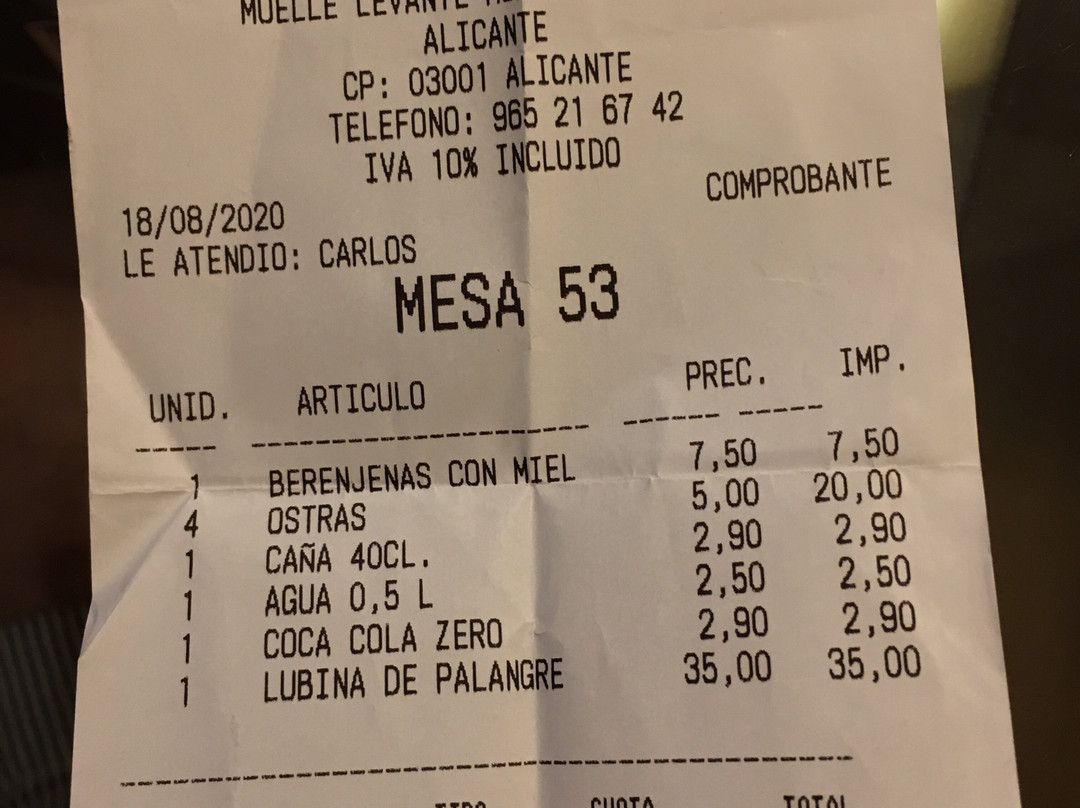 MUELLE LEVANTE
ALICANTE
CP: 03001 ALICANTE
TELEFONO: 965 21 67 42
IVA 10% INCLUIDO
COMPROBANTE
18/08/2020
LE ATENDIO: CARLOS
MESA 53
UNID. ARTICULO PREC. IMP.
1 BERENJENAS CON MIEL 7,50 7,50
4 OSTRAS 5,00 20,00
1 CAÑA 40CL. 2,90 2,90
1 AGUA 0,5 L 2,50 2,50
1 COCA COLA ZERO 2,90 2,90
1 LUBINA DE PALANGRE 35,00 35,00
CUOTA TOTAL